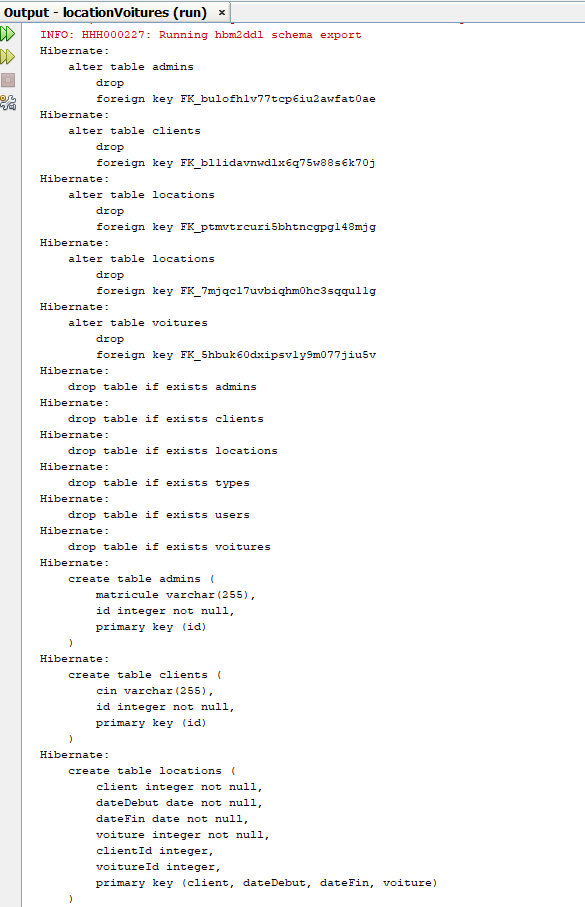 Output - locationVoitures (run) ×
INFO: HHH000227: Running hbm2ddl schema export
Hibernate:
    alter table admins
        drop
        foreign key FK_bulofhlv77tcp6iu2awfat0ae
Hibernate:
    alter table clients
        drop
        foreign key FK_bllidavnwdlx6q75w88s6k70j
Hibernate:
    alter table locations
        drop
        foreign key FK_ptmvtrcuri5bhtncgpgl48mjg
Hibernate:
    alter table locations
        drop
        foreign key FK_7mjqcl7uvbiqhm0hc3sqqullg
Hibernate:
    alter table voitures
        drop
        foreign key FK_5hbuk60dxipsvly9m077jiu5v
Hibernate:
    drop table if exists admins
Hibernate:
    drop table if exists clients
Hibernate:
    drop table if exists locations
Hibernate:
    drop table if exists types
Hibernate:
    drop table if exists users
Hibernate:
    drop table if exists voitures
Hibernate:
    create table admins (
        matricule varchar(255),
        id integer not null,
        primary key (id)
    )
Hibernate:
    create table clients (
        cin varchar(255),
        id integer not null,
        primary key (id)
    )
Hibernate:
    create table locations (
        client integer not null,
        dateDebut date not null,
        dateFin date not null,
        voiture integer not null,
        clientId integer,
        voitureId integer,
        primary key (client, dateDebut, dateFin, voiture)
    )